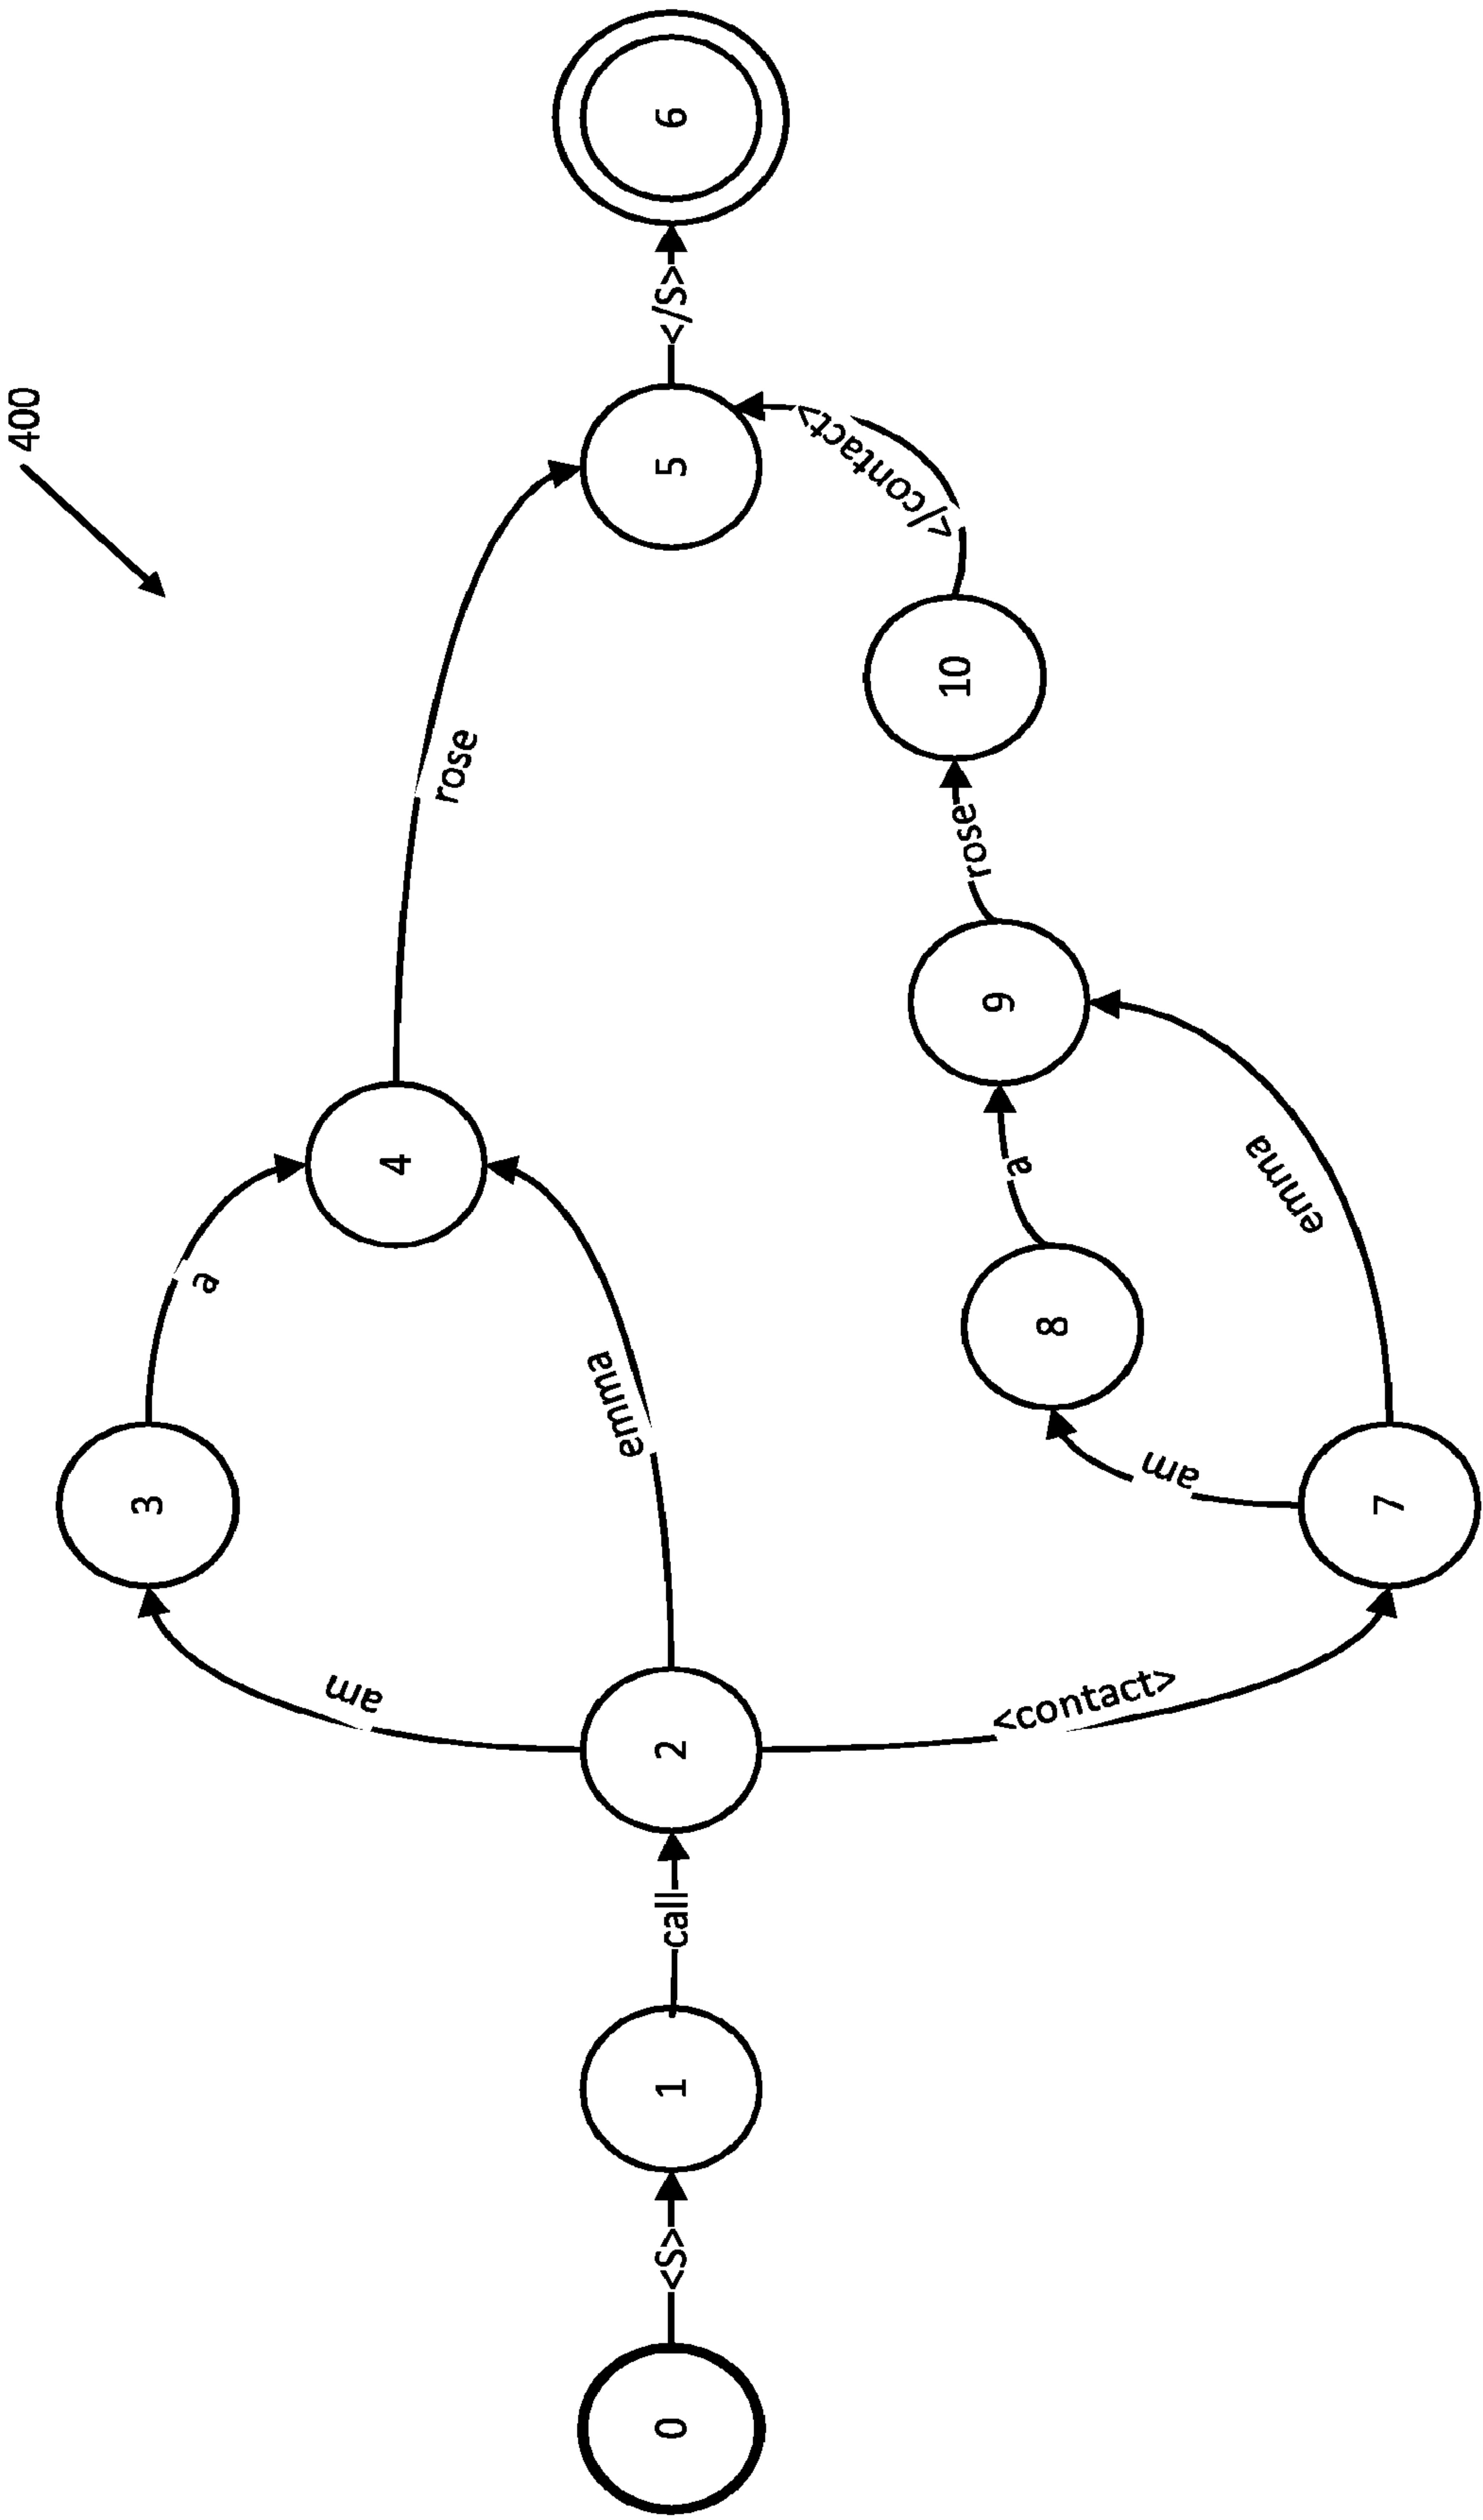 400
0
<S>
1
call
2
am
3
a
4
emma
rose
5
</S>
6
<contact>
7
am
8
a
emma
9
rose
10
</contact>